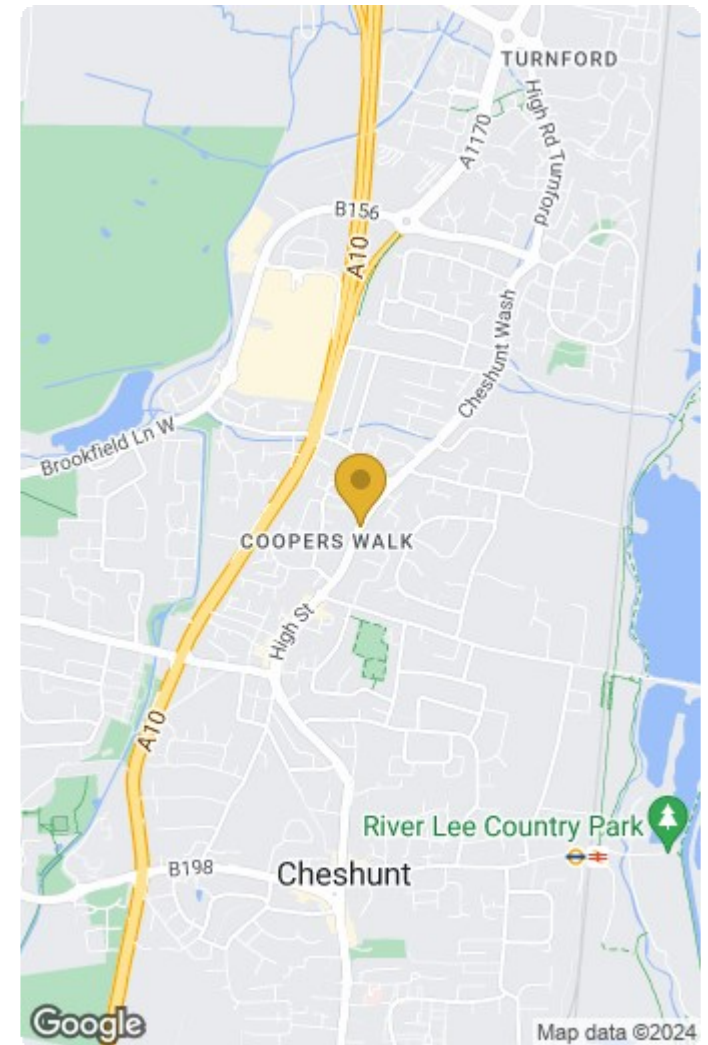 TURNFORD
High Rd Turnford
A1170
B156
A10
Cheshunt Wash
Brookfield Ln W
COOPERS WALK
High St
A10
River Lee Country Park
B198
Cheshunt
Google
Map data ©2024